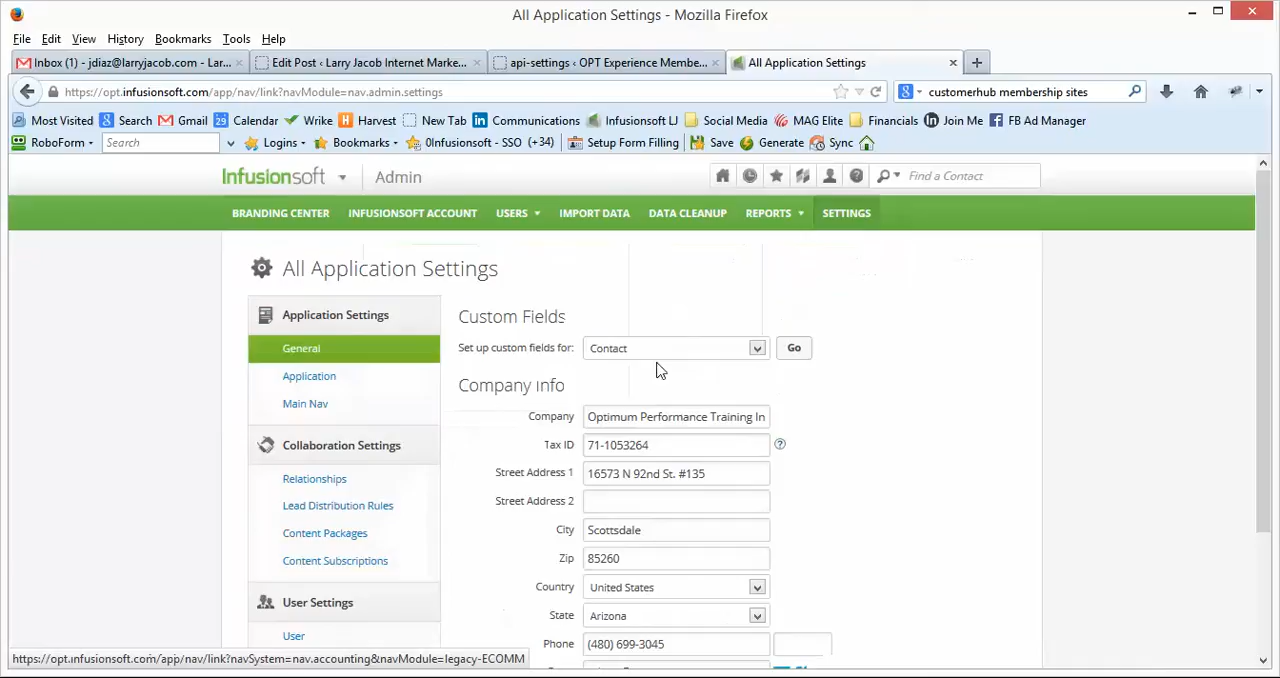 All Application Settings - Mozilla Firefox
File Edit View History Bookmarks Tools Help
Inbox (1) - jdiaz@larryjacob.com - Lar... × Edit Post ‹ Larry Jacob Internet Marke... × api-settings ‹ OPT Experience Membe... × All Application Settings × +
https://opt.infusionsoft.com/app/nav/link?navModule=nav.admin.settings customerhub membership sites
Most Visited Search Gmail 29 Calendar Wrike Harvest New Tab Communications Infusionsoft LJ Social Media MAG Elite Financials Join Me FB Ad Manager
RoboForm Search Logins Bookmarks 0Infusionsoft - SSO (+34) Setup Form Filling Save Generate Sync
Infusionsoft Admin Find a Contact
BRANDING CENTER INFUSIONSOFT ACCOUNT USERS IMPORT DATA DATA CLEANUP REPORTS SETTINGS
All Application Settings
Application Settings
General
Application
Main Nav
Collaboration Settings
Relationships
Lead Distribution Rules
Content Packages
Content Subscriptions
User Settings
User
Custom Fields
Set up custom fields for: Contact Go
Company Info
Company Optimum Performance Training In
Tax ID 71-1053264
Street Address 1 16573 N 92nd St. #135
Street Address 2
City Scottsdale
Zip 85260
Country United States
State Arizona
Phone (480) 699-3045
https://opt.infusionsoft.com/app/nav/link?navSystem=nav.accounting&navModule=legacy-ECOMM